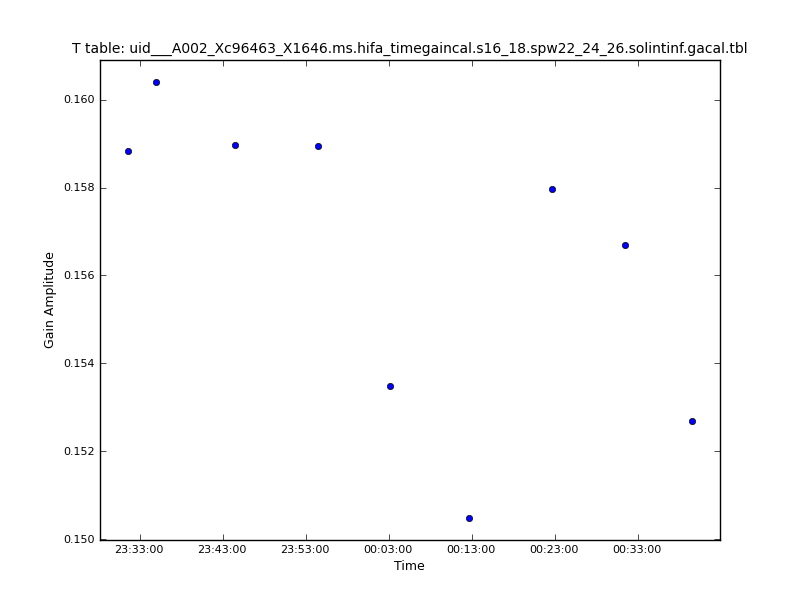 T table: uid___A002_Xc96463_X1646.ms.hifa_timegaincal.s16_18.spw22_24_26.solintinf.gacal.tbl
0.160
0.158
0.156
0.154
0.152
0.150
Gain Amplitude
23:33:00 23:43:00 23:53:00 00:03:00 00:13:00 00:23:00 00:33:00
Time